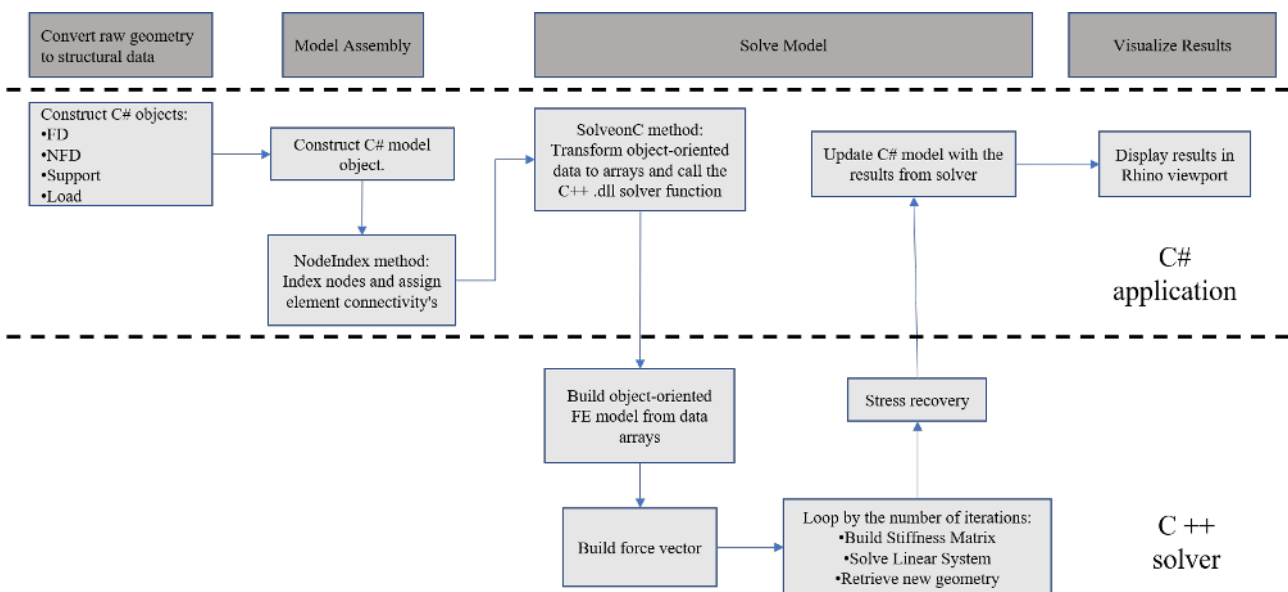 Convert raw geometry
to structural data
Model Assembly
Solve Model
Visualize Results
Construct C# objects:
•FD
•NFD
•Support
•Load
Construct C# model
object.
NodeIndex method:
Index nodes and assign
element connectivity's
SolveonC method:
Transform object-oriented
data to arrays and call the
C++ .dll solver function
Update C# model with the
results from solver
Display results in
Rhino viewport
C#
application
Build object-oriented
FE model from data
arrays
Build force vector
Loop by the number of iterations:
•Build Stiffness Matrix
•Solve Linear System
•Retrieve new geometry
Stress recovery
C ++
solver